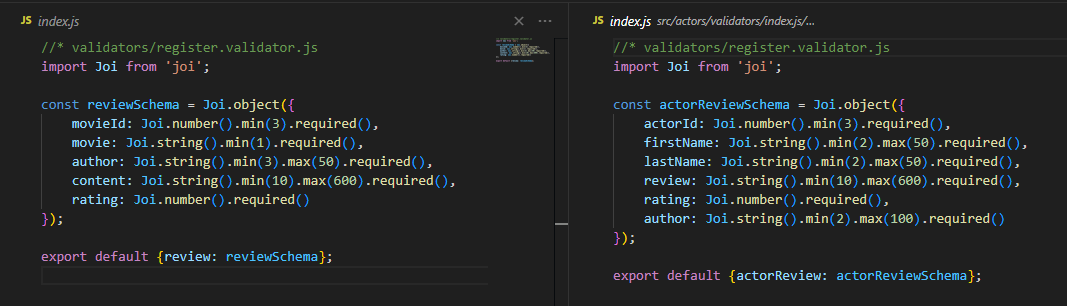 JS index.js
//* validators/register.validator.js
import Joi from 'joi';
const reviewSchema = Joi.object({
    movieId: Joi.number().min(3).required(),
    movie: Joi.string().min(1).required(),
    author: Joi.string().min(3).max(50).required(),
    content: Joi.string().min(10).max(600).required(),
    rating: Joi.number().required()
});
export default {review: reviewSchema};
JS index.js src/actors/validators/index.js/...
//* validators/register.validator.js
import Joi from 'joi';
const actorReviewSchema = Joi.object({
    actorId: Joi.number().min(3).required(),
    firstName: Joi.string().min(2).max(50).required(),
    lastName: Joi.string().min(2).max(50).required(),
    review: Joi.string().min(10).max(600).required(),
    rating: Joi.number().required(),
    author: Joi.string().min(2).max(100).required()
});
export default {actorReview: actorReviewSchema};